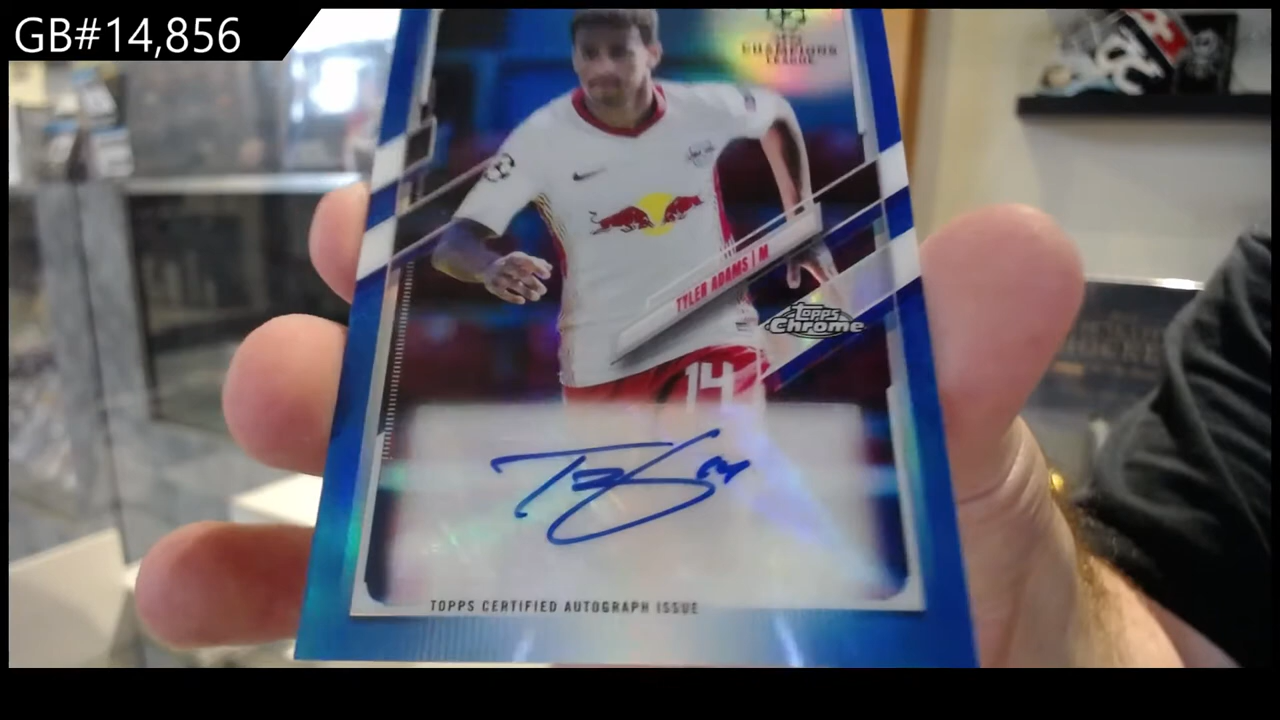 GB#14,856
CHAMPIONS
LEAGUE
TYLER ADAMS | M
topps
Chrome
14
TOPPS CERTIFIED AUTOGRAPH ISSUE